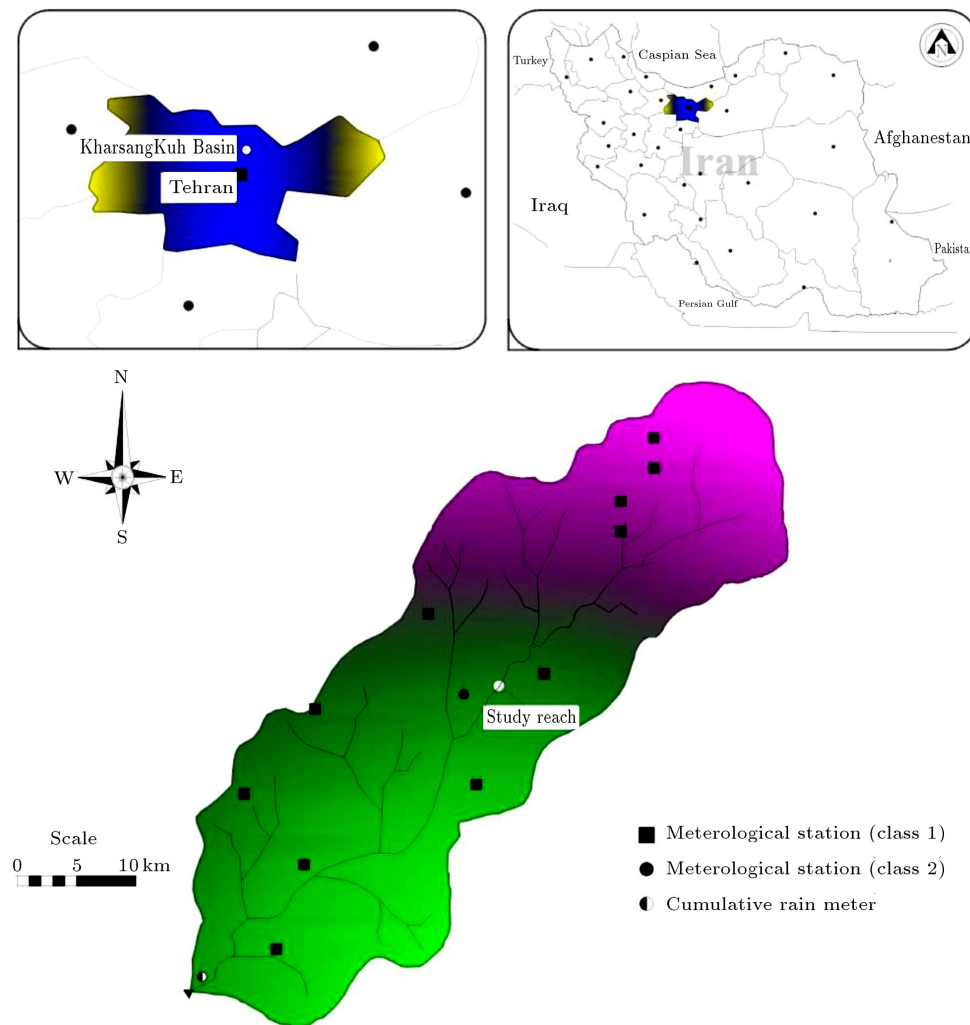 KharsangKuh Basin
Tehran
N
Caspian Sea
Turkey
Afghanestan
Iran
Iraq
Pakistan
Persian Gulf
N
W E
S
Study reach
Scale
0 5 10 km
Meterological station (class 1)
Meterological station (class 2)
Cumulative rain meter